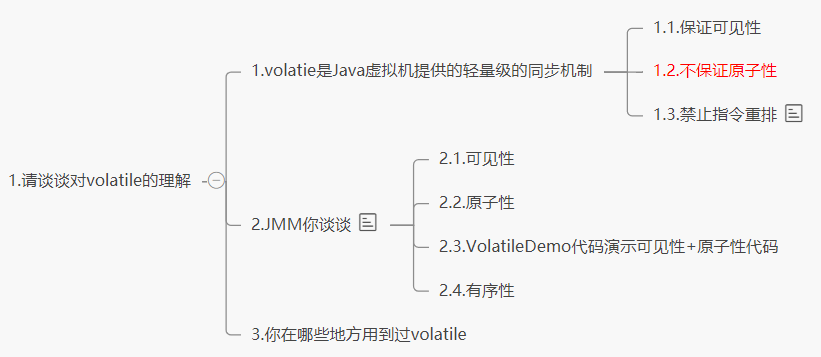 1.请谈谈对volatile的理解
1.volatie是Java虚拟机提供的轻量级的同步机制
1.1.保证可见性
1.2.不保证原子性
1.3.禁止指令重排
2.JMM你谈谈
2.1.可见性
2.2.原子性
2.3.VolatileDemo代码演示可见性+原子性代码
2.4.有序性
3.你在哪些地方用到过volatile